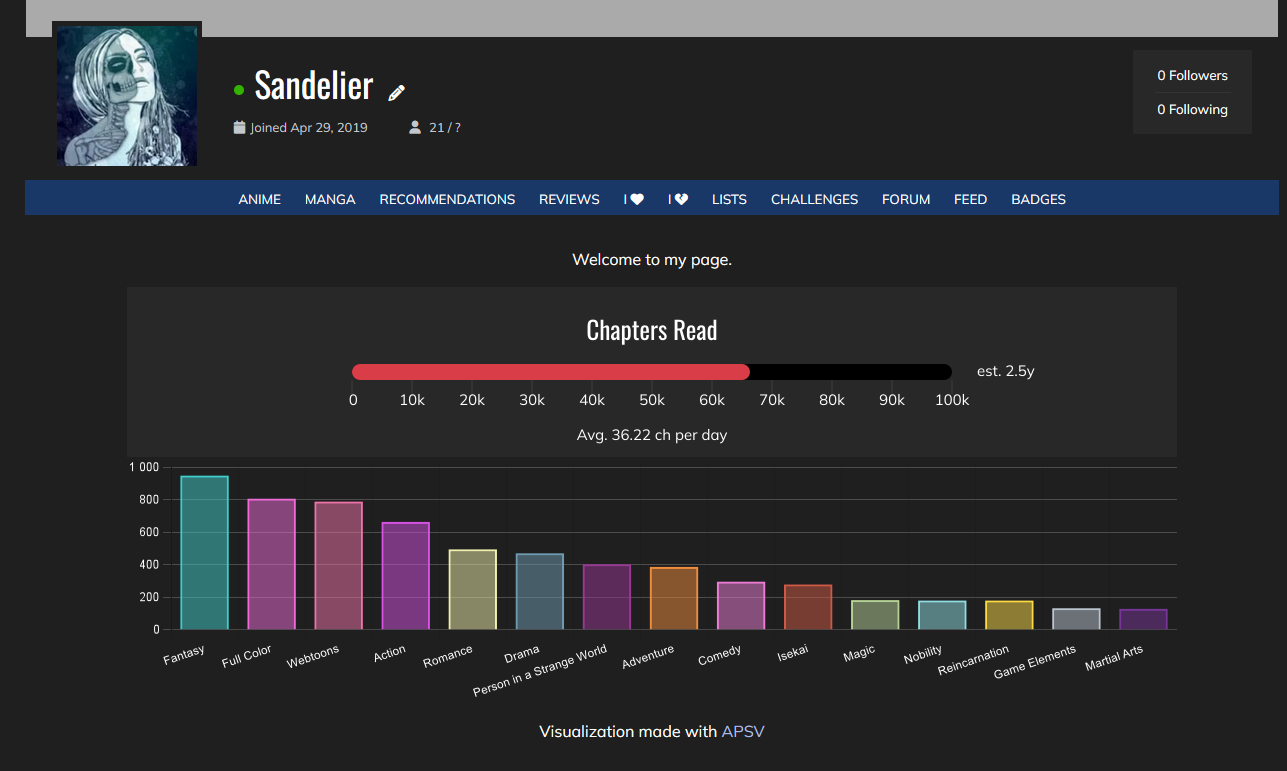 Sandelier
Joined Apr 29, 2019 21 / ?
0 Followers
0 Following
ANIME MANGA RECOMMENDATIONS REVIEWS I I LISTS CHALLENGES FORUM FEED BADGES
Welcome to my page.
Chapters Read
est. 2.5y
0 10k 20k 30k 40k 50k 60k 70k 80k 90k 100k
Avg. 36.22 ch per day
1 000
800
600
400
200
0
Fantasy
Full Color
Webtoons
Action
Romance
Drama
Person in a Strange World
Adventure
Comedy
Isekai
Magic
Nobility
Reincarnation
Game Elements
Martial Arts
Visualization made with APSV